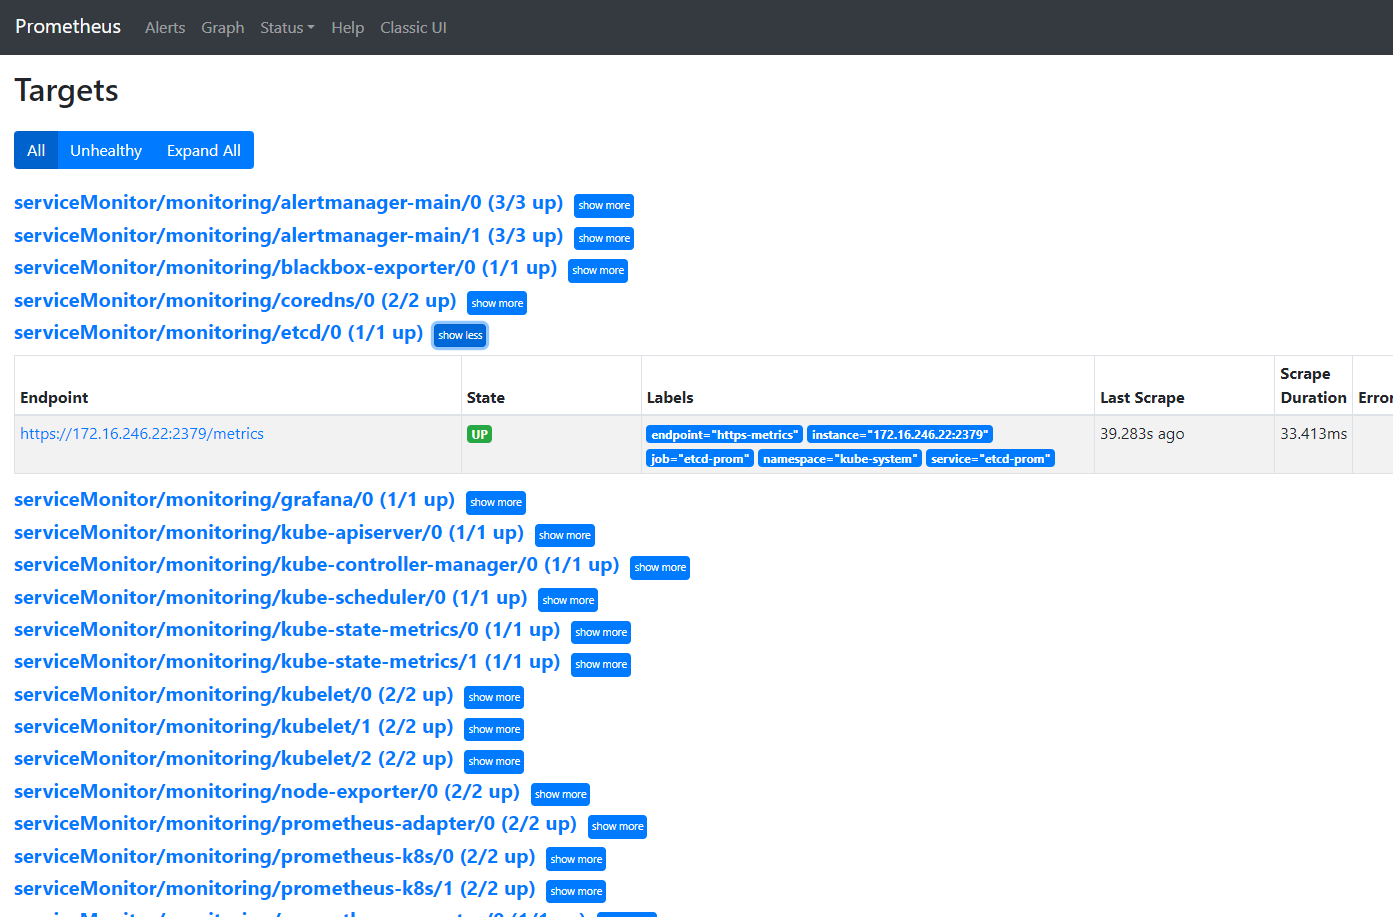 Prometheus Alerts Graph Status Help Classic UI
Targets
All Unhealthy Expand All
serviceMonitor/monitoring/alertmanager-main/0 (3/3 up) show more
serviceMonitor/monitoring/alertmanager-main/1 (3/3 up) show more
serviceMonitor/monitoring/blackbox-exporter/0 (1/1 up) show more
serviceMonitor/monitoring/coredns/0 (2/2 up) show more
serviceMonitor/monitoring/etcd/0 (1/1 up) show less
Endpoint State Labels Last Scrape Scrape Duration Error
https://172.16.246.22:2379/metrics UP endpoint="https-metrics" instance="172.16.246.22:2379" 39.283s ago 33.413ms
job="etcd-prom" namespace="kube-system" service="etcd-prom"
serviceMonitor/monitoring/grafana/0 (1/1 up) show more
serviceMonitor/monitoring/kube-apiserver/0 (1/1 up) show more
serviceMonitor/monitoring/kube-controller-manager/0 (1/1 up) show more
serviceMonitor/monitoring/kube-scheduler/0 (1/1 up) show more
serviceMonitor/monitoring/kube-state-metrics/0 (1/1 up) show more
serviceMonitor/monitoring/kube-state-metrics/1 (1/1 up) show more
serviceMonitor/monitoring/kubelet/0 (2/2 up) show more
serviceMonitor/monitoring/kubelet/1 (2/2 up) show more
serviceMonitor/monitoring/kubelet/2 (2/2 up) show more
serviceMonitor/monitoring/node-exporter/0 (2/2 up) show more
serviceMonitor/monitoring/prometheus-adapter/0 (2/2 up) show more
serviceMonitor/monitoring/prometheus-k8s/0 (2/2 up) show more
serviceMonitor/monitoring/prometheus-k8s/1 (2/2 up) show more